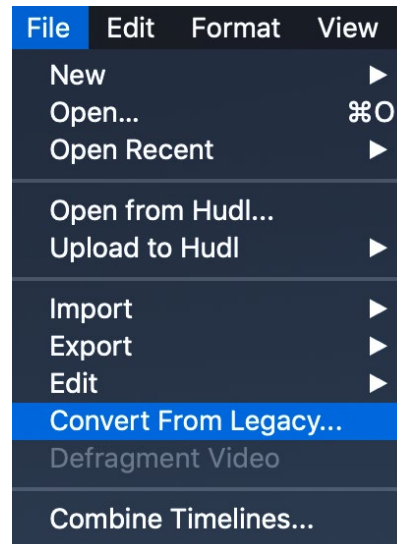 File Edit Format View
New ▶
Open... ⌘O
Open Recent ▶
Open from Hudl...
Upload to Hudl ▶
Import ▶
Export ▶
Edit ▶
Convert From Legacy...
Defragment Video
Combine Timelines...